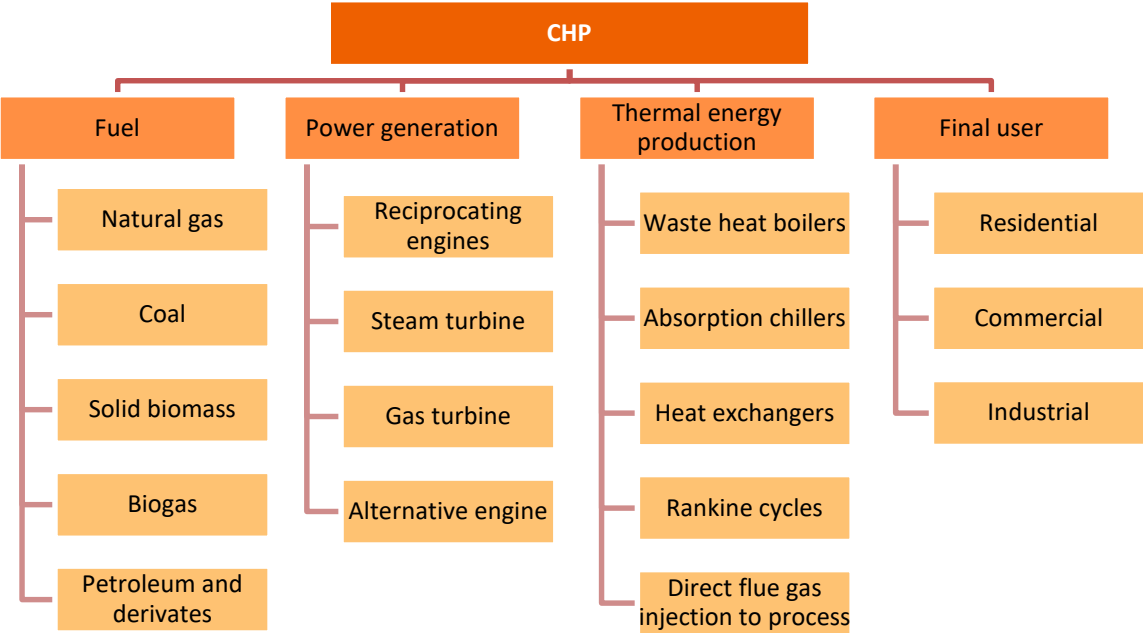 CHP
Fuel
Natural gas
Coal
Solid biomass
Biogas
Petroleum and
derivates
Power generation
Reciprocating
engines
Steam turbine
Gas turbine
Alternative engine
Thermal energy
production
Waste heat boilers
Absorption chillers
Heat exchangers
Rankine cycles
Direct flue gas
injection to process
Final user
Residential
Commercial
Industrial